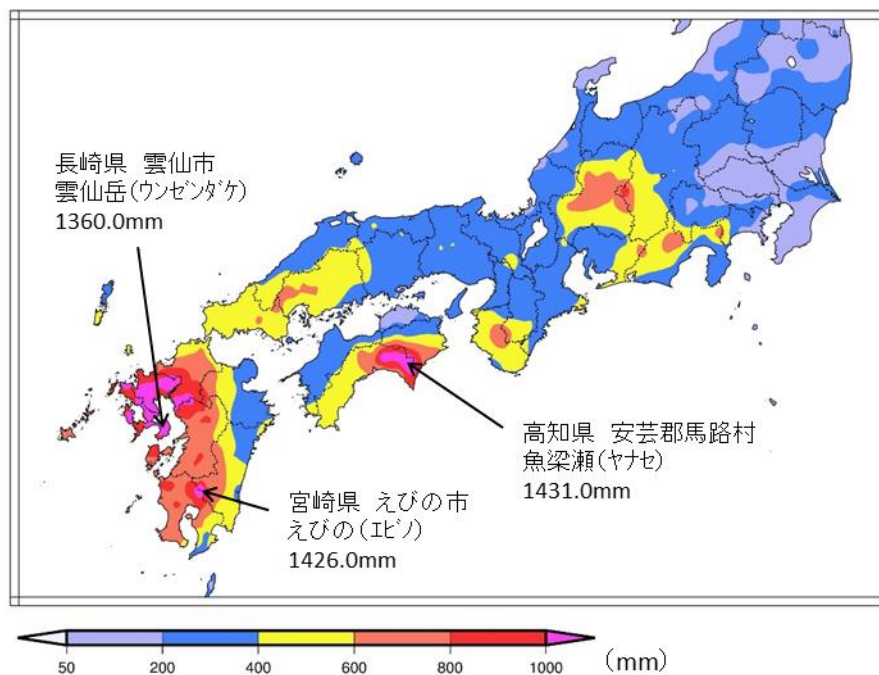 長崎県 雲仙市
雲仙岳(ウンゼンダケ)
1360.0mm
高知県 安芸郡馬路村
魚梁瀬(ヤナセ)
1431.0mm
宮崎県 えびの市
えびの(エビノ)
1426.0mm
50 200 400 600 800 1000 (mm)